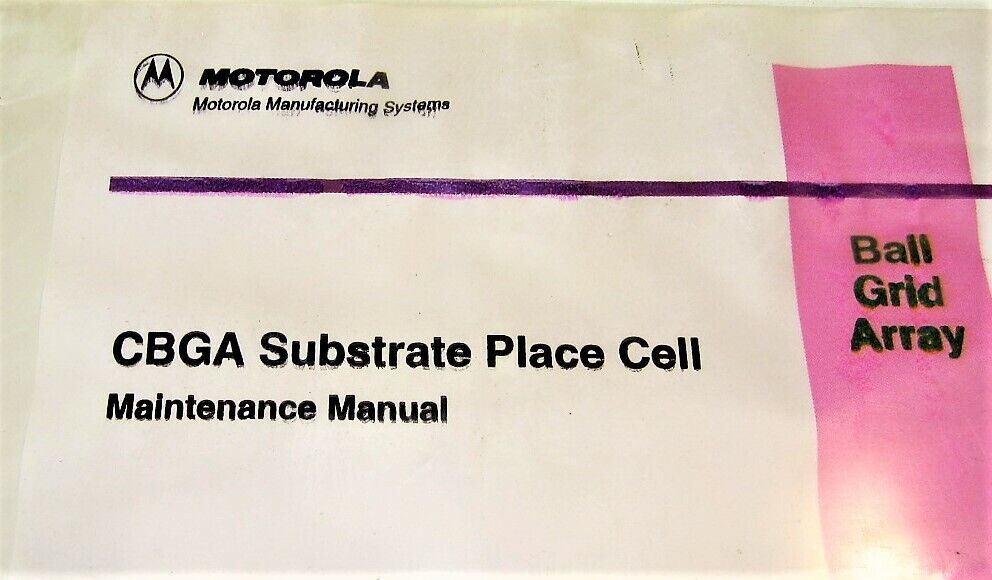 MOTOROLA
Motorola Manufacturing Systems
Ball
Grid
Array
CBGA Substrate Place Cell
Maintenance Manual